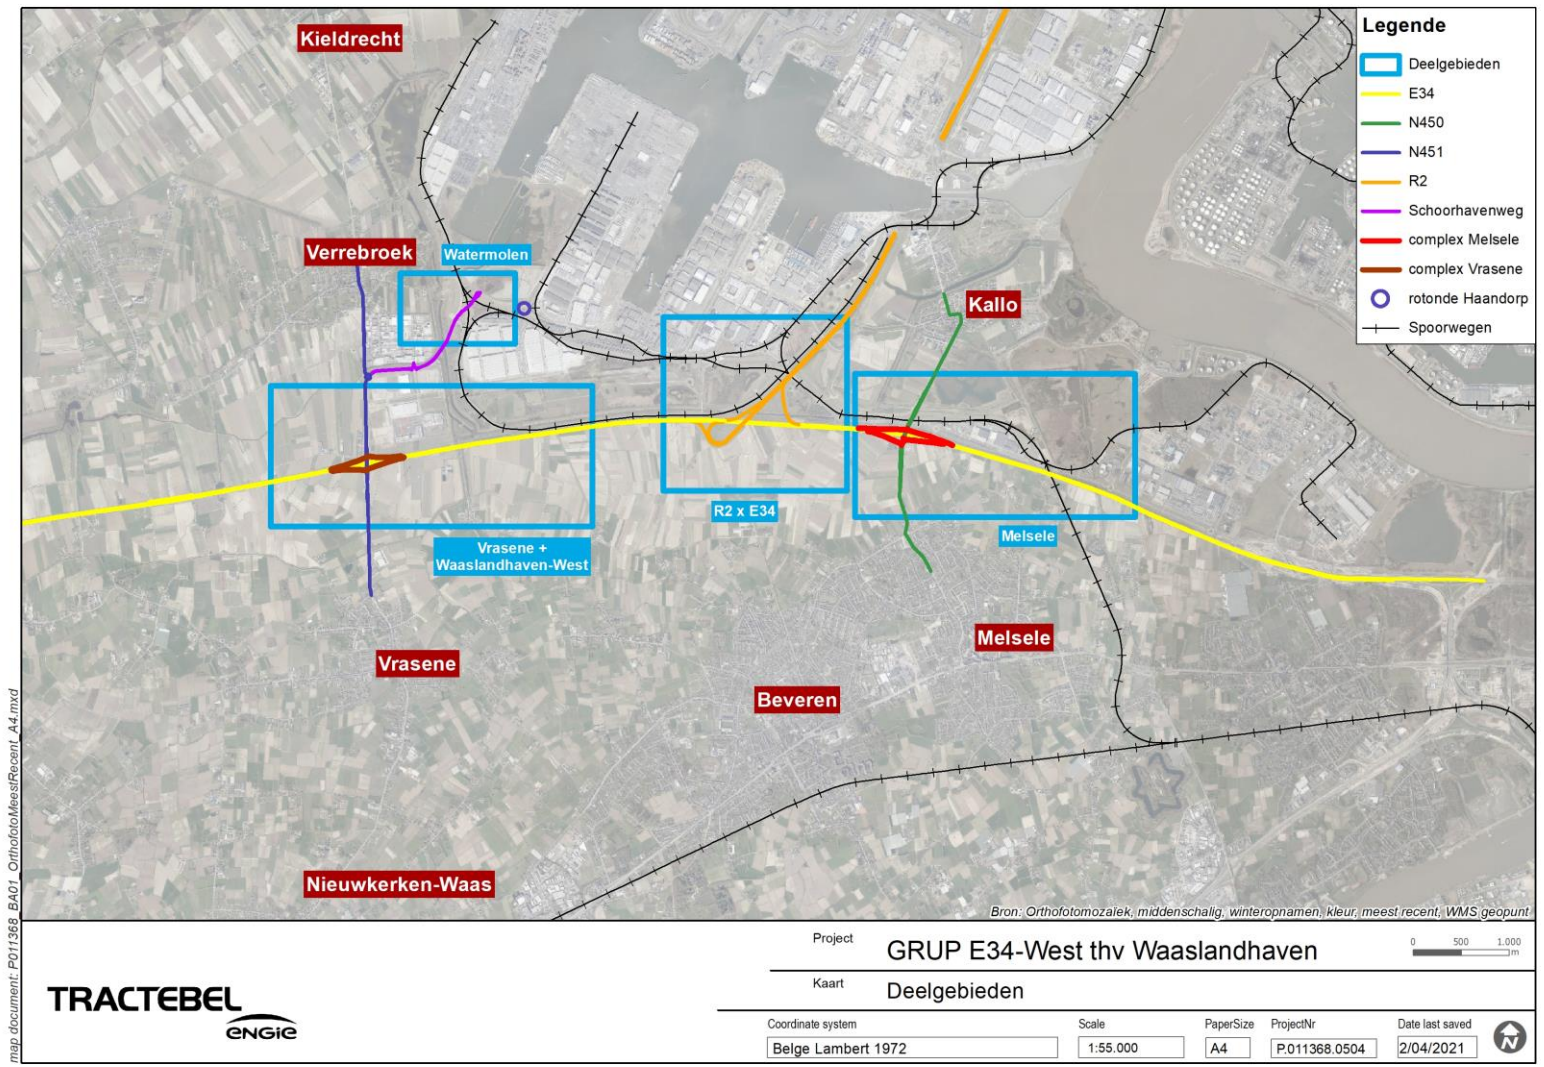 Kieldrecht
Legende
Deelgebieden
E34
N450
N451
R2
Schoorhavenweg
complex Melsele
complex Vrasene
rotonde Haandorp
Spoorwegen
Verrebroek
Watermolen
Kallo
R2 x E34
Melsele
Vrasene +
Waaslandhaven-West
Melsele
Vrasene
Beveren
Nieuwkerken-Waas
Bron: Orthofotomozaïek, middenschalig, winteropnamen, kleur, meest recent, WMS geopunt
map document: P011368_BA01_OrthofotoMeestRecent_A4.mxd
Project
GRUP E34-West thv Waaslandhaven
0 500 1.000
m
Kaart
Deelgebieden
TRACTEBEL
ENGIE
Coordinate system
Belge Lambert 1972
Scale
1:55.000
PaperSize
A4
ProjectNr
P.011368.0504
Date last saved
2/04/2021
N